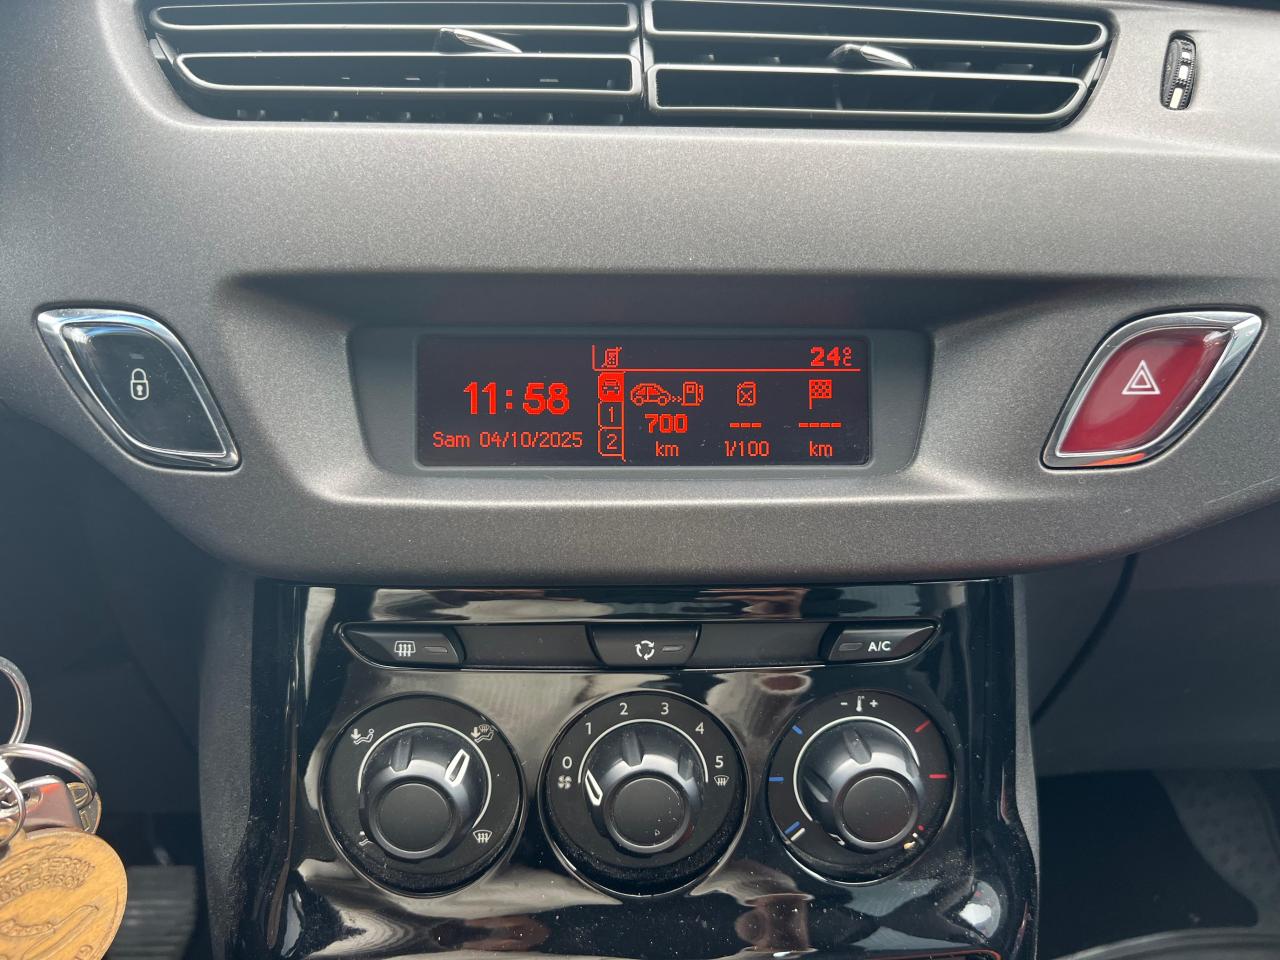 24°C
11:58
Sam 04/10/2025
1
2
700
---
----
km
l/100
km
A/C
0
1
2
3
4
5
- +